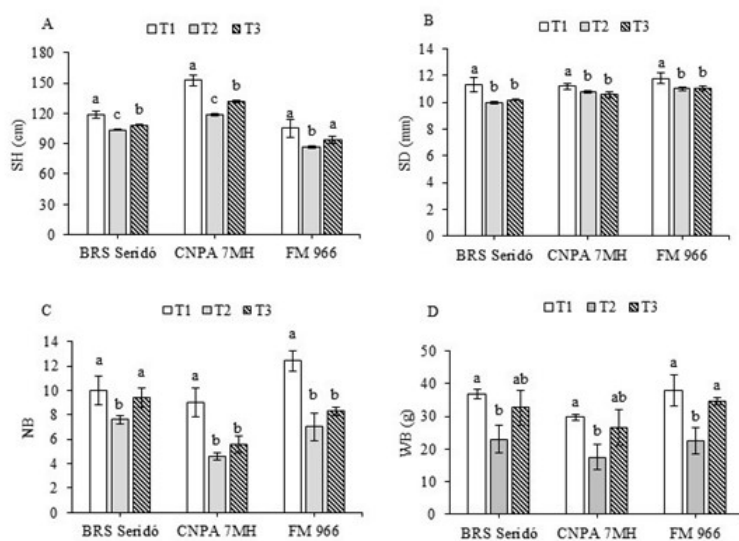 A
T1 T2 T3
180
150
120
90
60
30
0
SH (cm)
a c b a c b a b a
BRS Seridó CNPA 7MH FM 966
B
T1 T2 T3
14
12
10
8
6
4
2
0
SD (mm)
a b b a b b a b b
BRS Seridó CNPA 7MH FM 966
C
T1 T2 T3
14
12
10
8
6
4
2
0
NB
a b a a b b a b b
BRS Seridó CNPA 7MH FM 966
D
T1 T2 T3
50
40
30
20
10
0
WB (g)
a b ab a b ab a b a
BRS Seridó CNPA 7MH FM 966